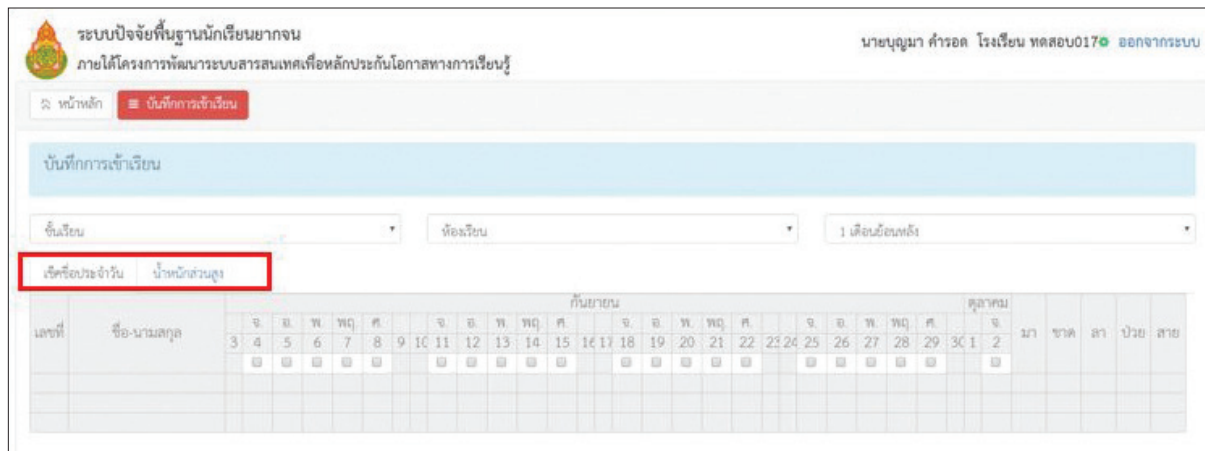 ระบบปัจจัยพื้นฐานนักเรียนยากจน
ภายใต้โครงการพัฒนาระบบสารสนเทศเพื่อหลักประกันโอกาสทางการเรียนรู้
นายบุญมา คำรอด โรงเรียน ทดสอบ017 ออกจากระบบ
หน้าหลัก บันทึกการเข้าเรียน
บันทึกการเข้าเรียน
ชั้นเรียน ห้องเรียน 1 เดือนย้อนหลัง
เช็คชื่อประจำวัน น้ำหนักส่วนสูง
กันยายน ตุลาคม
เลขที่ ชื่อ-นามสกุล จ. อ. พ. พฤ. ศ. จ. อ. พ. พฤ. ศ. จ. อ. พ. พฤ. ศ. จ. อ. พ. พฤ. ศ. จ. มา ขาด ลา ป่วย สาย
3 4 5 6 7 8 9 10 11 12 13 14 15 16 17 18 19 20 21 22 23 24 25 26 27 28 29 30 1 2